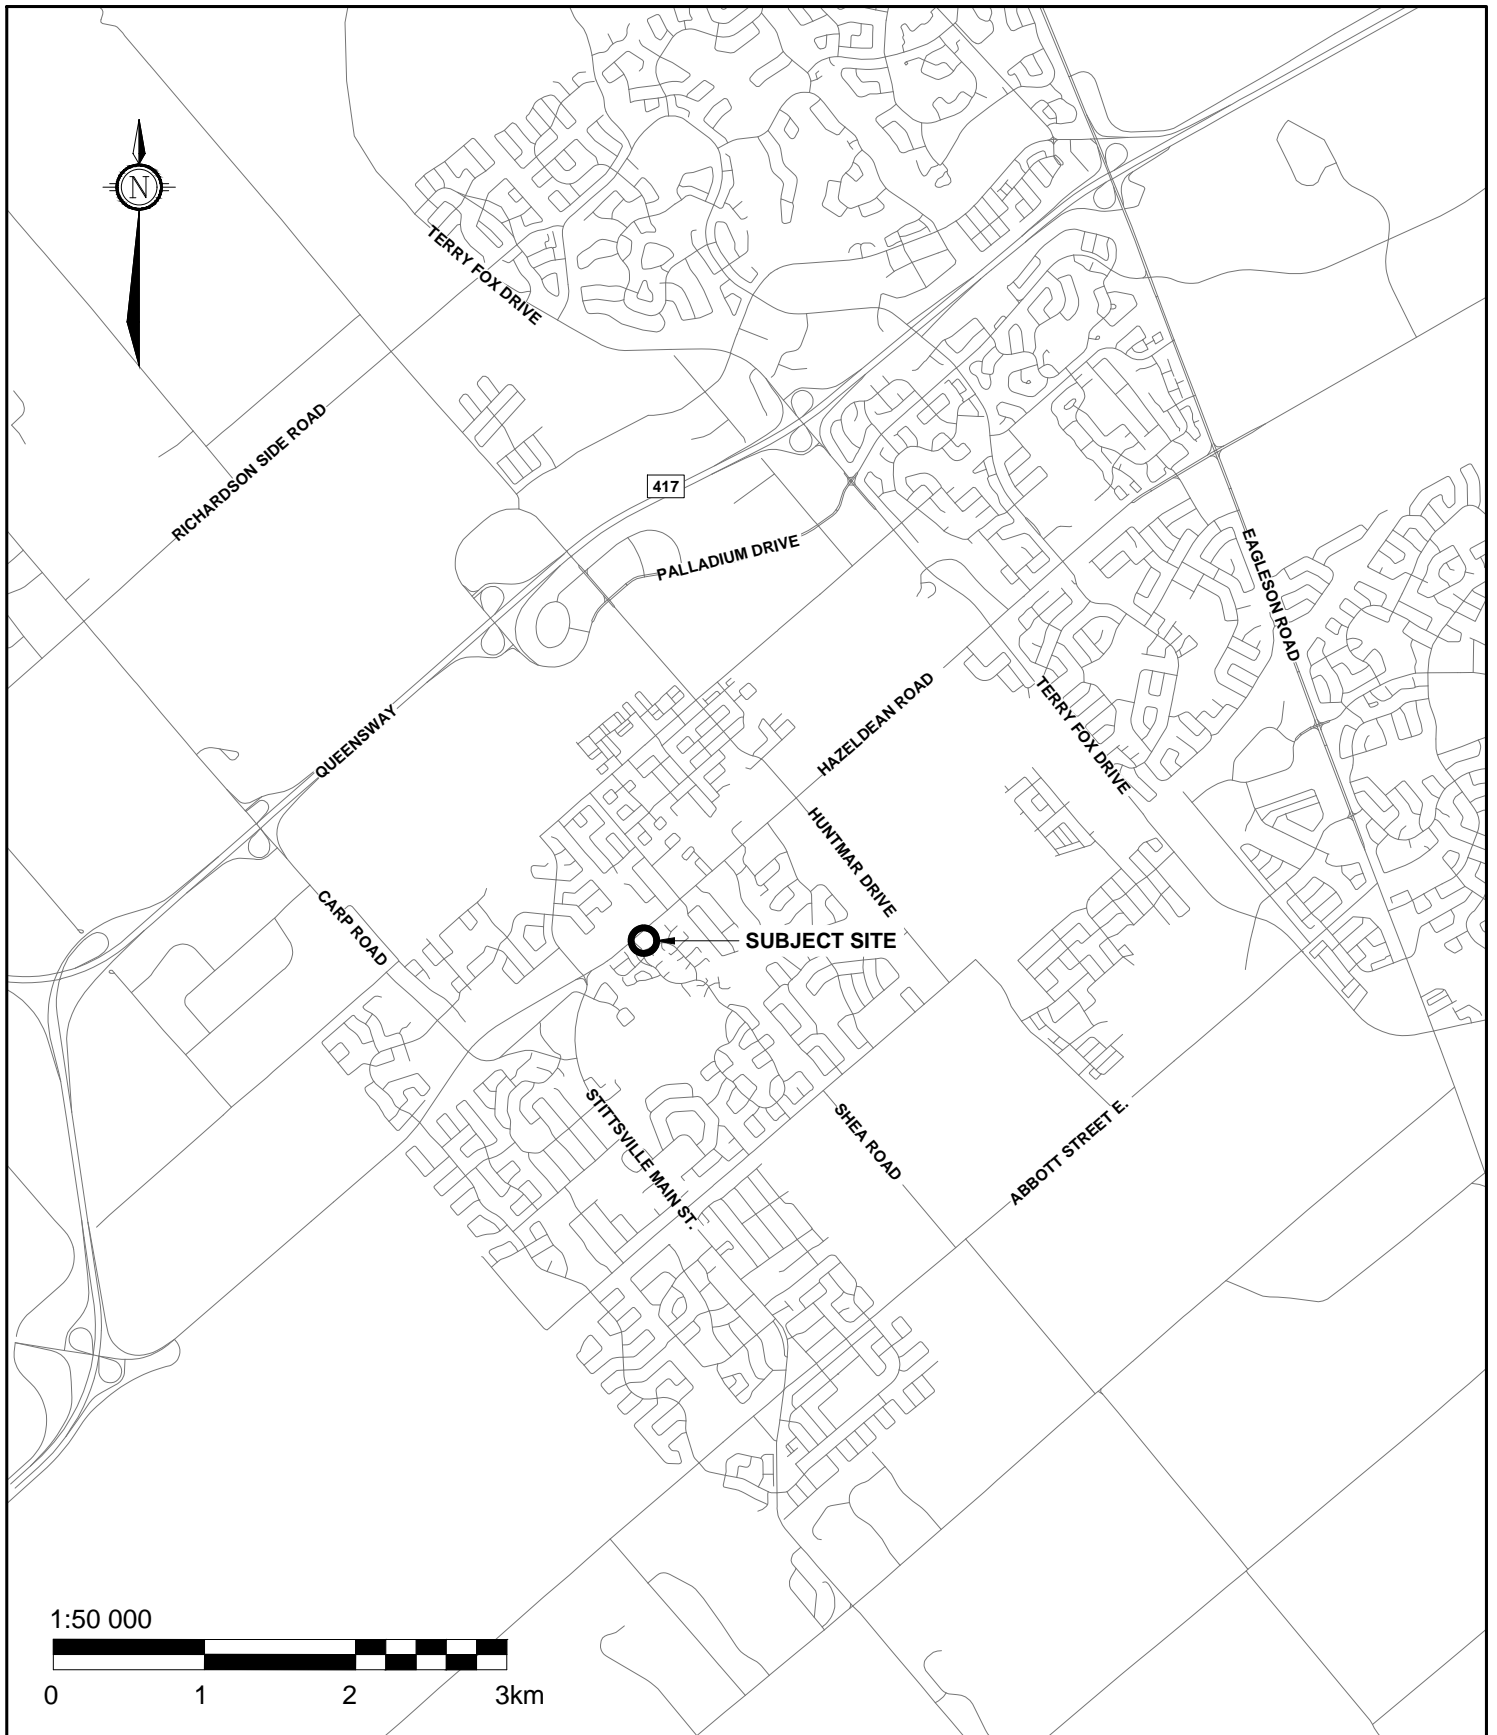 N
TERRY FOX DRIVE
RICHARDSON SIDE ROAD
417
PALLADIUM DRIVE
EAGLESON ROAD
QUEENSWAY
HAZELDEAN ROAD
TERRY FOX DRIVE
HUNTMAR DRIVE
CARP ROAD
SUBJECT SITE
STITTSVILLE MAIN ST.
SHEA ROAD
ABBOTT STREET E.
1:50 000
0 1 2 3km